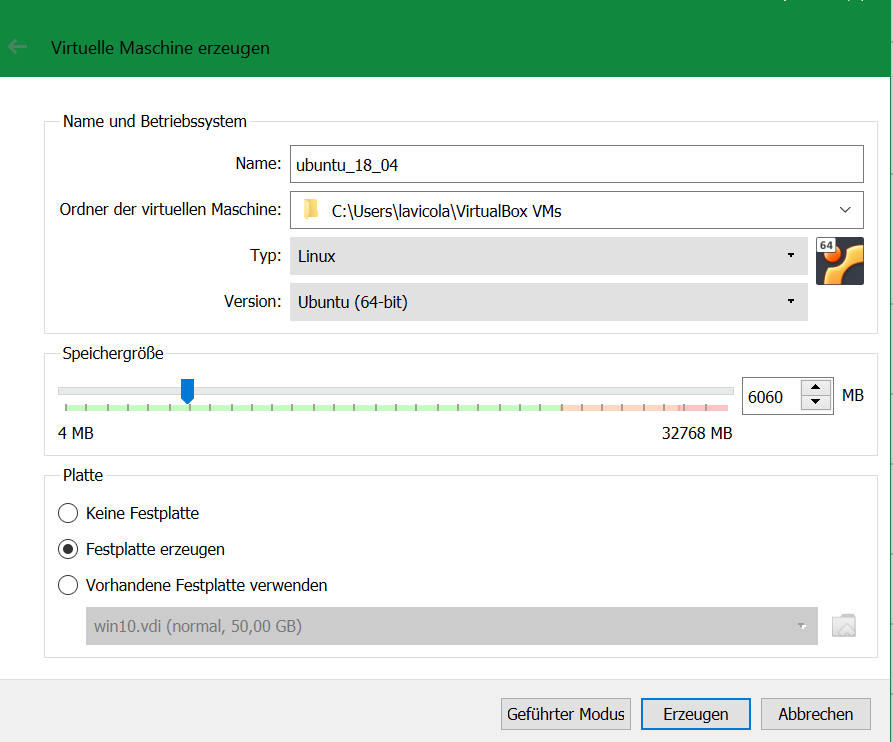 Virtuelle Maschine erzeugen
Name und Betriebssystem
Name: ubuntu_18_04
Ordner der virtuellen Maschine: C:\Users\lavicola\VirtualBox VMs
Typ: Linux
64
Version: Ubuntu (64-bit)
Speichergröße
6060 MB
4 MB 32768 MB
Platte
Keine Festplatte
Festplatte erzeugen
Vorhandene Festplatte verwenden
win10.vdi (normal, 50,00 GB)
Geführter Modus Erzeugen Abbrechen